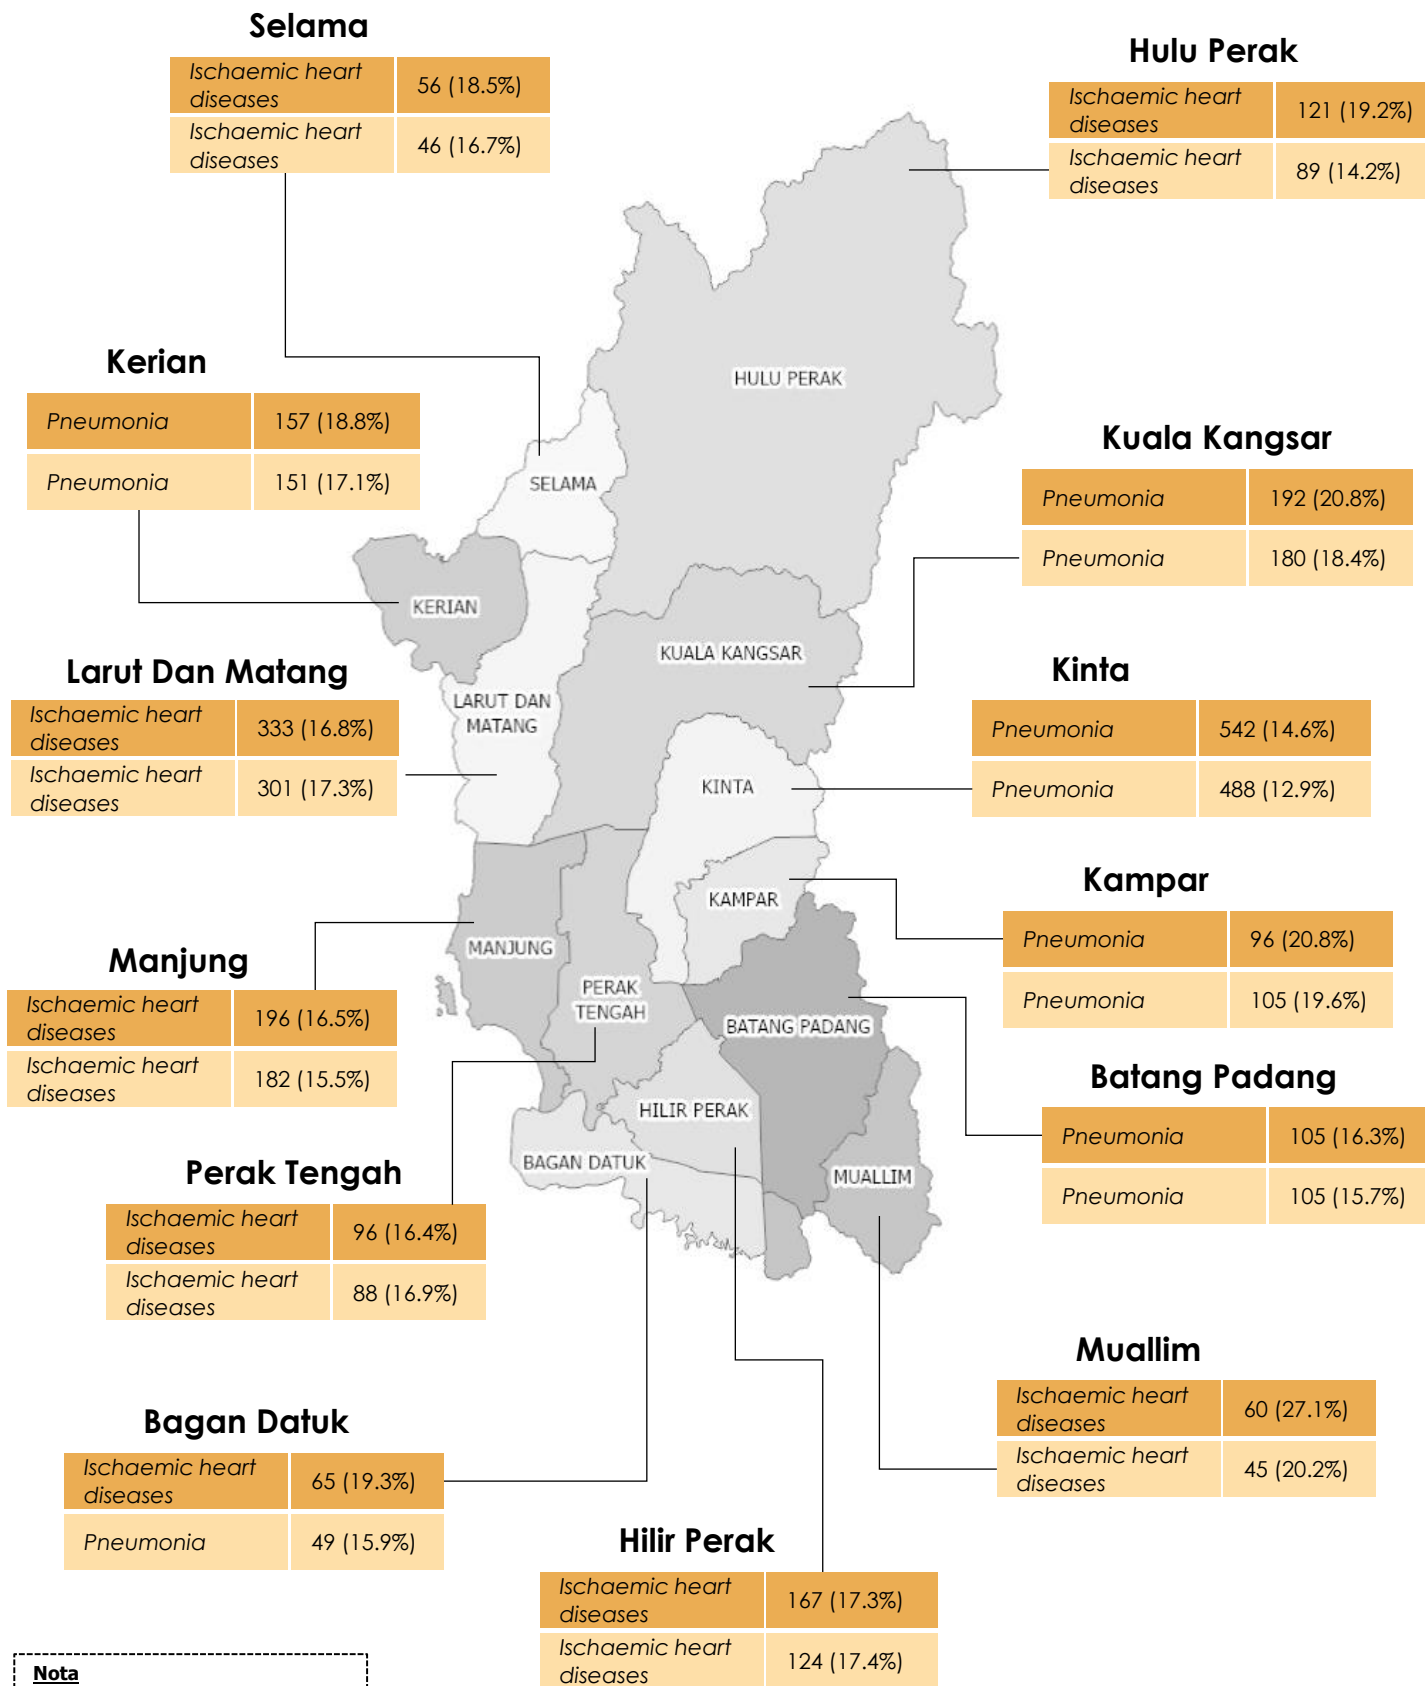 Selama
Ischaemic heart
diseases
56 (18.5%)
Ischaemic heart
diseases
46 (16.7%)
Hulu Perak
Ischaemic heart
diseases
121 (19.2%)
Ischaemic heart
diseases
89 (14.2%)
Kerian
Pneumonia
157 (18.8%)
Pneumonia
151 (17.1%)
Kuala Kangsar
Pneumonia
192 (20.8%)
Pneumonia
180 (18.4%)
Larut Dan Matang
Ischaemic heart
diseases
333 (16.8%)
Ischaemic heart
diseases
301 (17.3%)
Kinta
Pneumonia
542 (14.6%)
Pneumonia
488 (12.9%)
Kampar
Pneumonia
96 (20.8%)
Pneumonia
105 (19.6%)
Manjung
Ischaemic heart
diseases
196 (16.5%)
Ischaemic heart
diseases
182 (15.5%)
Batang Padang
Pneumonia
105 (16.3%)
Pneumonia
105 (15.7%)
Perak Tengah
Ischaemic heart
diseases
96 (16.4%)
Ischaemic heart
diseases
88 (16.9%)
Muallim
Ischaemic heart
diseases
60 (27.1%)
Ischaemic heart
diseases
45 (20.2%)
Bagan Datuk
Ischaemic heart
diseases
65 (19.3%)
Pneumonia
49 (15.9%)
Hilir Perak
Ischaemic heart
diseases
167 (17.3%)
Ischaemic heart
diseases
124 (17.4%)
HULU PERAK
SELAMA
KERIAN
KUALA KANGSAR
LARUT DAN
MATANG
KINTA
KAMPAR
MANJUNG
PERAK
TENGAH
BATANG PADANG
HILIR PERAK
BAGAN DATUK
MUALLIM
Nota